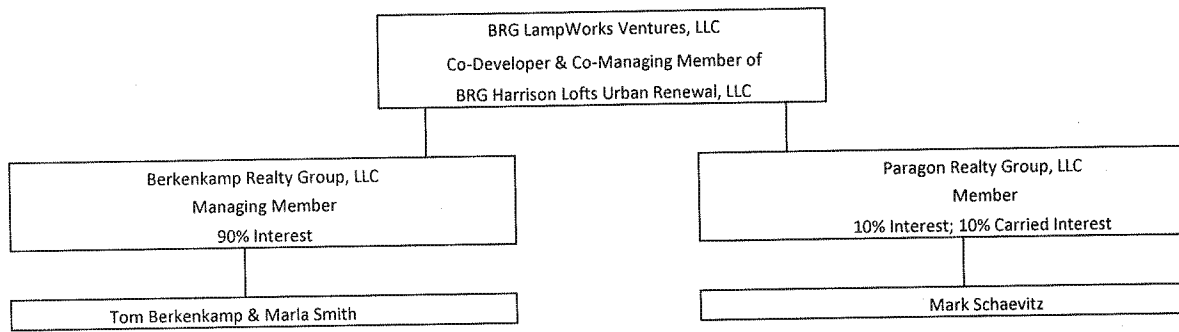 BRG LampWorks Ventures, LLC
Co-Developer & Co-Managing Member of
BRG Harrison Lofts Urban Renewal, LLC
Berkenkamp Realty Group, LLC
Managing Member
90% Interest
Paragon Realty Group, LLC
Member
10% Interest; 10% Carried Interest
Tom Berkenkamp & Marla Smith
Mark Schaevitz